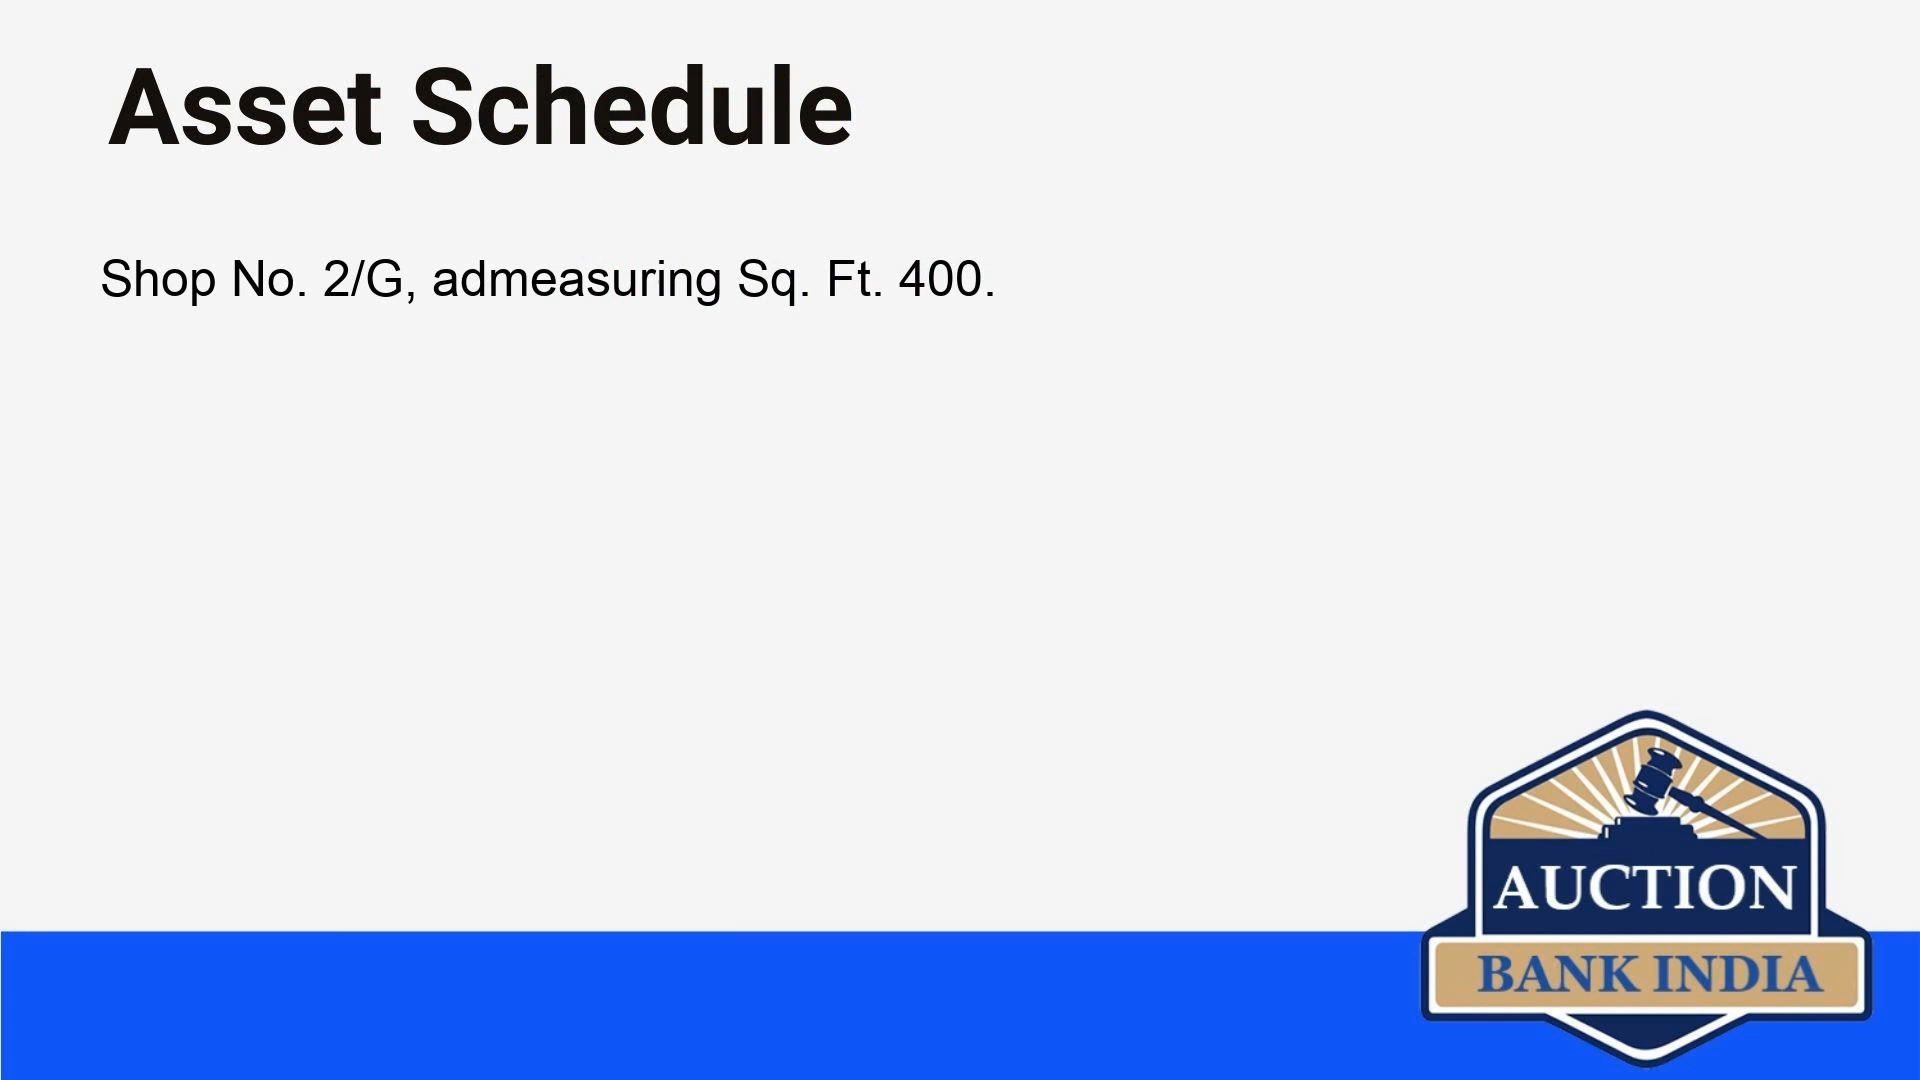 Asset Schedule
Shop No. 2/G, admeasuring Sq. Ft. 400.
AUCTION
BANK INDIA